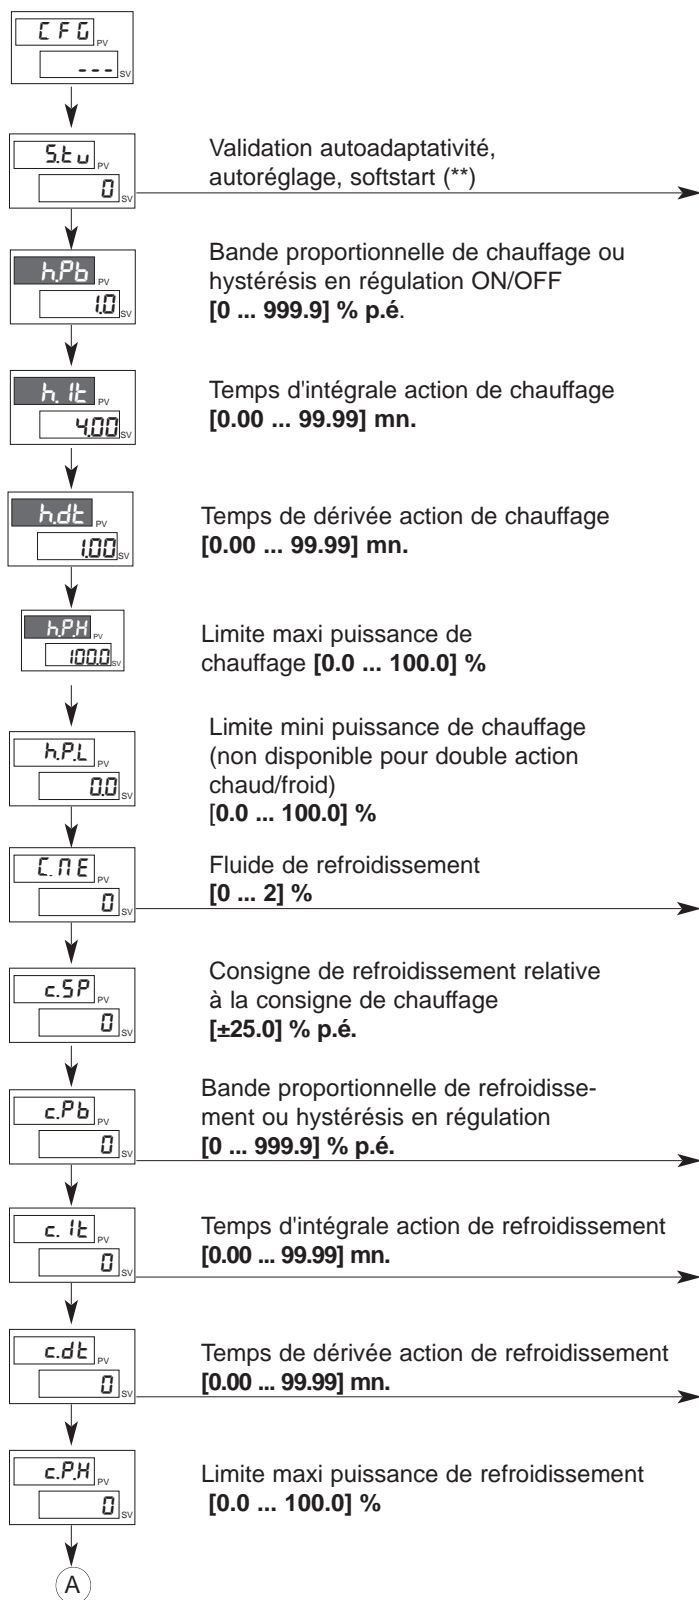 CFG PV
--- SV
S.tu PV
0 SV
Validation autoadaptativité,
autoréglage, softstart (**)
h.Pb PV
1.0 SV
Bande proportionnelle de chauffage ou
hystérésis en régulation ON/OFF
[0 ... 999.9] % p.é.
h.It PV
4.00 SV
Temps d'intégrale action de chauffage
[0.00 ... 99.99] mn.
h.dt PV
1.00 SV
Temps de dérivée action de chauffage
[0.00 ... 99.99] mn.
h.P.H PV
100.0 SV
Limite maxi puissance de
chauffage [0.0 ... 100.0] %
h.P.L PV
0.0 SV
Limite mini puissance de chauffage
(non disponible pour double action
chaud/froid)
[0.0 ... 100.0] %
C.ME PV
0 SV
Fluide de refroidissement
[0 ... 2] %
c.SP PV
0 SV
Consigne de refroidissement relative
à la consigne de chauffage
[±25.0] % p.é.
c.Pb PV
0 SV
Bande proportionnelle de refroidisse-
ment ou hystérésis en régulation
[0 ... 999.9] % p.é.
c.It PV
0 SV
Temps d'intégrale action de refroidissement
[0.00 ... 99.99] mn.
c.dt PV
0 SV
Temps de dérivée action de refroidissement
[0.00 ... 99.99] mn.
c.P.H PV
0 SV
Limite maxi puissance de refroidissement
[0.0 ... 100.0] %
A